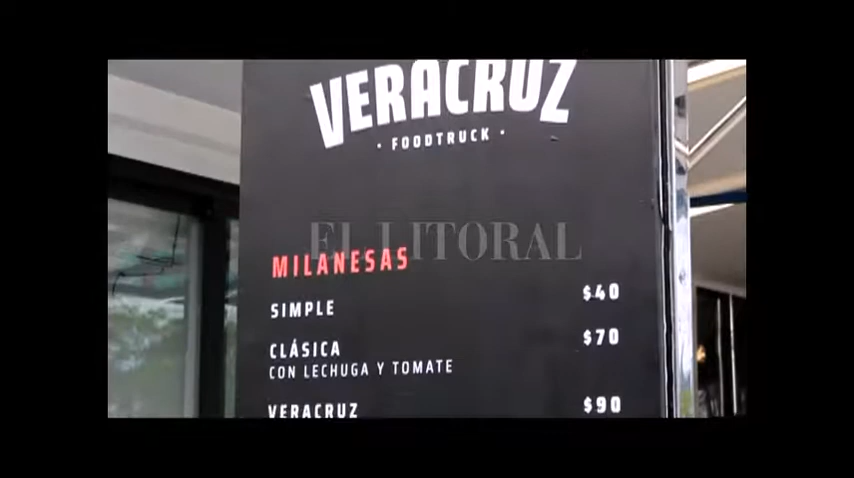 VERACRUZ
· FOODTRUCK ·
EL LITORAL
MILANESAS
SIMPLE $40
CLÁSICA $70
CON LECHUGA Y TOMATE
VERACRUZ $90